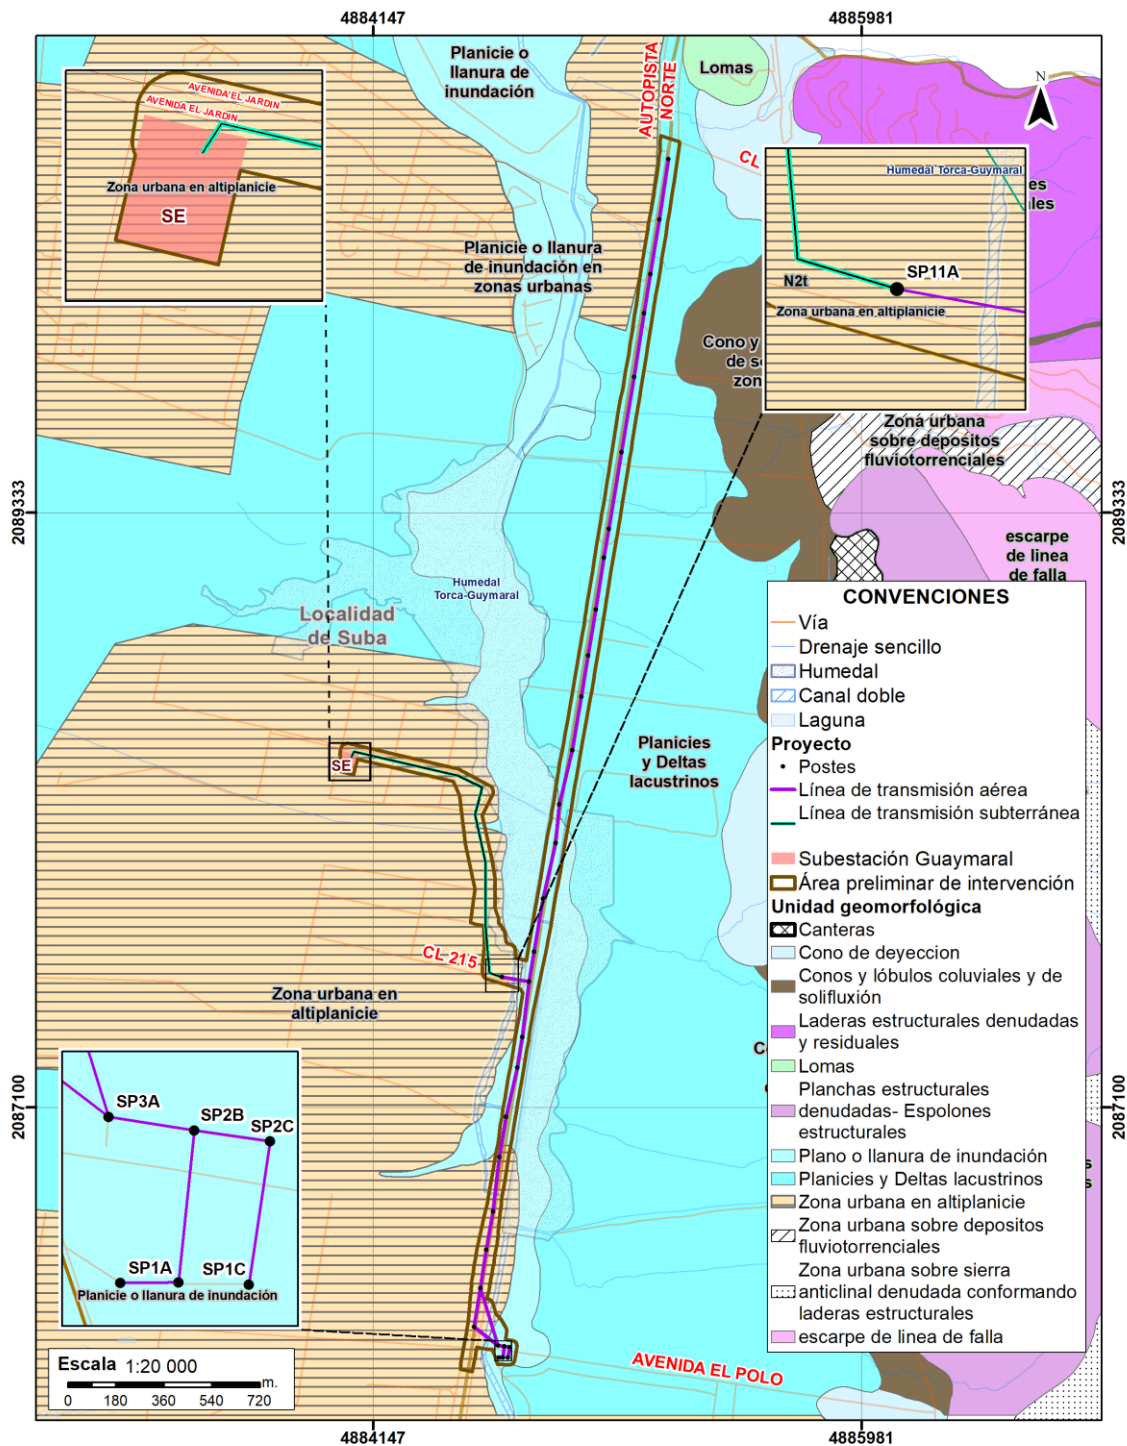 4884147
4885981
Planicie o
llanura de
inundación
AUTOPISTA
NORTE
Lomas
N
AVENIDA EL JARDIN
AVENIDA EL JARDIN
Zona urbana en altiplanicie
SE
CL
Humedal Torca-Guymaral
es
ales
SP11A
N2t
Zona urbana en altiplanicie
Planicie o llanura
de inundación en
zonas urbanas
Cono y
de so
zon
Zona urbana
sobre depositos
fluviotorrenciales
2089333
2089333
escarpe
de linea
de falla
Humedal
Torca-Guymaral
Localidad
de Suba
SE
Planicies
y Deltas
lacustrinos
CL 215
Zona urbana en
altiplanicie
CONVENCIONES
Vía
Drenaje sencillo
Humedal
Canal doble
Laguna
Proyecto
Postes
Línea de transmisión aérea
Línea de transmisión subterránea
Subestación Guaymaral
Área preliminar de intervención
Unidad geomorfológica
Canteras
Cono de deyeccion
Conos y lóbulos coluviales y de
solifluxión
Laderas estructurales denudadas
y residuales
Lomas
Planchas estructurales
denudadas- Espolones
estructurales
Plano o llanura de inundación
Planicies y Deltas lacustrinos
Zona urbana en altiplanicie
Zona urbana sobre depositos
fluviotorrenciales
Zona urbana sobre sierra
anticlinal denudada conformando
laderas estructurales
escarpe de linea de falla
2087100
2087100
SP3A
SP2B
SP2C
SP1A
SP1C
Planicie o llanura de inundación
AVENIDA EL POLO
Escala 1:20 000
m.
0 180 360 540 720
4884147
4885981